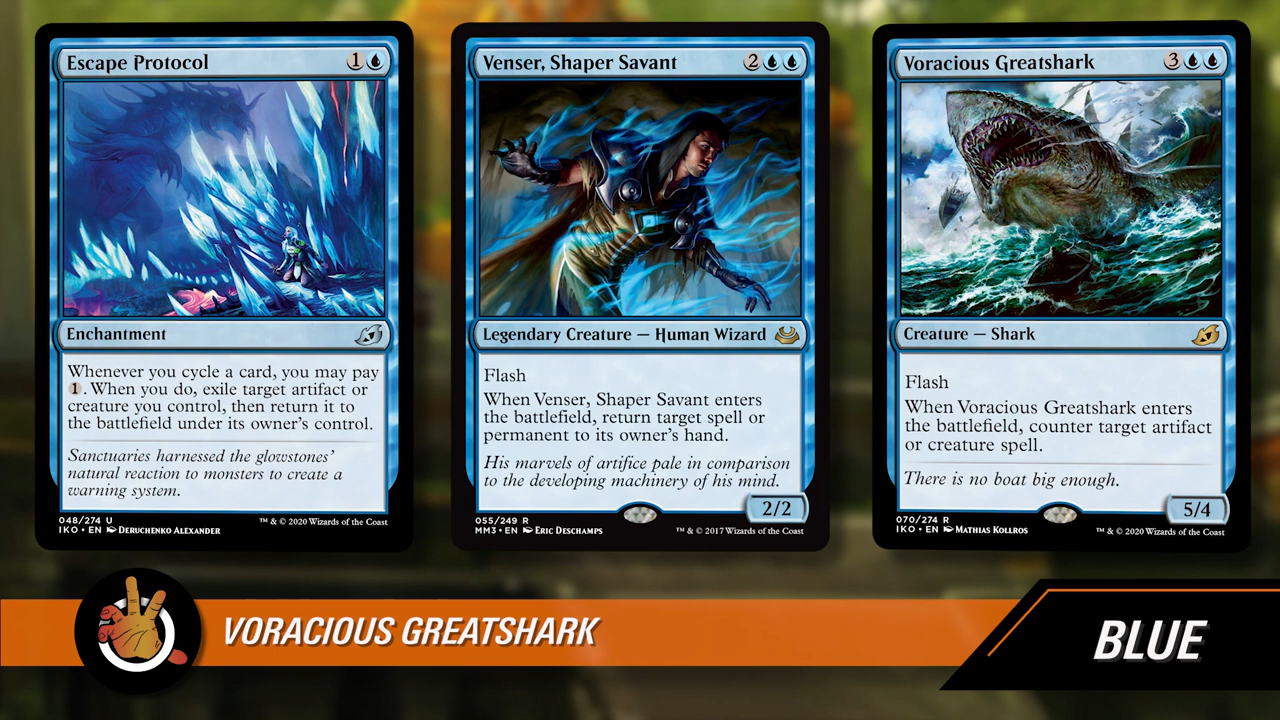 Escape Protocol 1
Enchantment
Whenever you cycle a card, you may pay
1. When you do, exile target artifact or
creature you control, then return it to
the battlefield under its owner's control.
Sanctuaries harnessed the glowstones'
natural reaction to monsters to create a
warning system.
048/274 U
IKO • EN Deruchenko Alexander
™ & © 2020 Wizards of the Coast
Venser, Shaper Savant 2
Legendary Creature — Human Wizard
Flash
When Venser, Shaper Savant enters
the battlefield, return target spell or
permanent to its owner's hand.
His marvels of artifice pale in comparison
to the developing machinery of his mind.
2/2
055/249 R
MM3 • EN Eric Deschamps
™ & © 2017 Wizards of the Coast
Voracious Greatshark 3
Creature — Shark
Flash
When Voracious Greatshark enters
the battlefield, counter target artifact
or creature spell.
There is no boat big enough.
5/4
070/274 R
IKO • EN Mathias Kollros
™ & © 2020 Wizards of the Coast
VORACIOUS GREATSHARK
BLUE